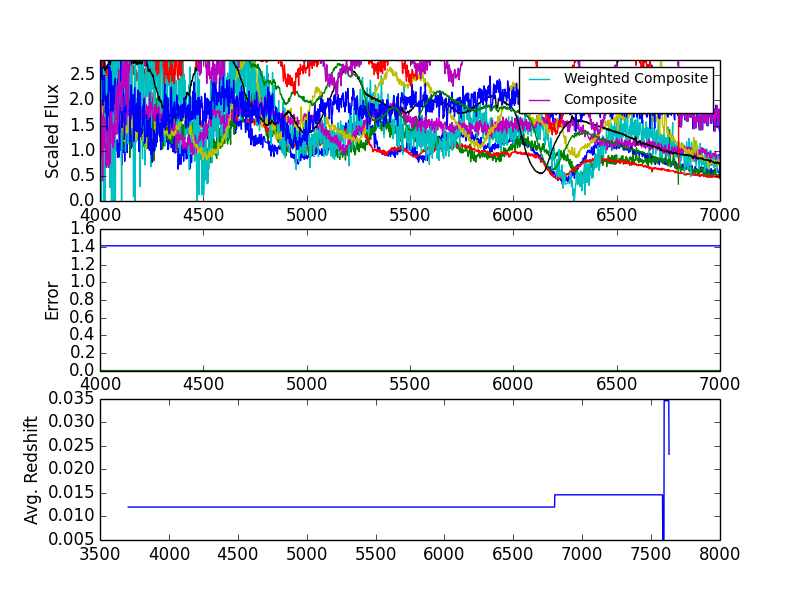 2.5
2.0
1.5
1.0
0.5
0.0
Scaled Flux
Weighted Composite
Composite
4000 4500 5000 5500 6000 6500 7000
1.6
1.4
1.2
1.0
0.8
0.6
0.4
0.2
0.0
Error
4000 4500 5000 5500 6000 6500 7000
0.035
0.030
0.025
0.020
0.015
0.010
0.005
Avg. Redshift
3500 4000 4500 5000 5500 6000 6500 7000 7500 8000